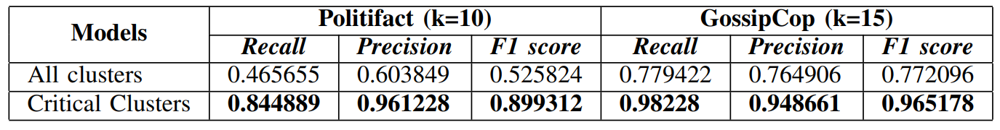 Models Politifact (k=10) GossipCop (k=15)
Recall Precision F1 score Recall Precision F1 score
All clusters 0.465655 0.603849 0.525824 0.779422 0.764906 0.772096
Critical Clusters 0.844889 0.961228 0.899312 0.98228 0.948661 0.965178